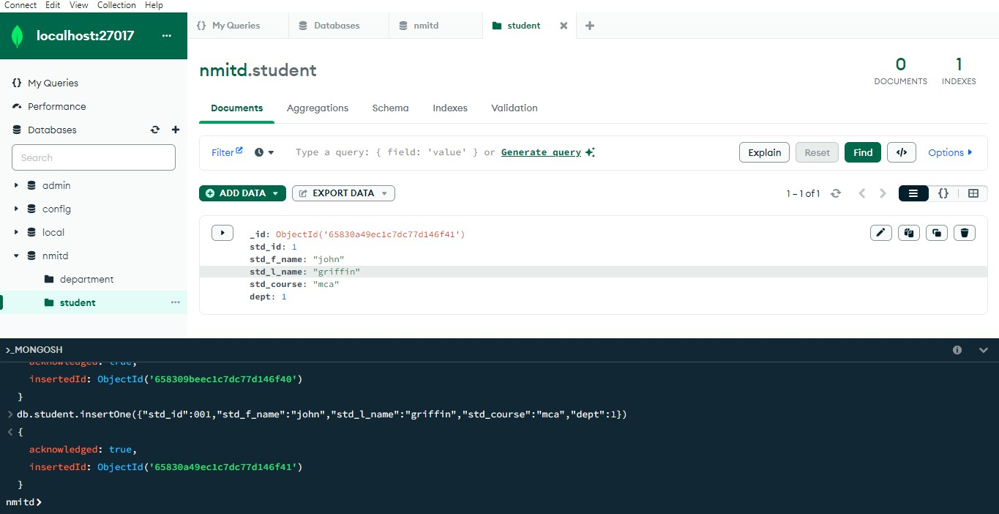 Connect Edit View Collection Help
localhost:27017 ...
{} My Queries Databases nmitd student
My Queries
Performance
Databases
Search
admin
config
local
nmitd
department
student
nmitd.student
0 1
DOCUMENTS INDEXES
Documents Aggregations Schema Indexes Validation
Filter Type a query: { field: 'value' } or Generate query Explain Reset Find </> Options
ADD DATA EXPORT DATA 1 – 1 of 1 {}
_id: ObjectId('65830a49ec1c7dc77d146f41')
std_id: 1
std_f_name: "john"
std_l_name: "griffin"
std_course: "mca"
dept: 1
>_MONGOSH
acknowledged: true,
insertedId: ObjectId('658309beec1c7dc77d146f40')
}
> db.student.insertOne({"std_id":001,"std_f_name":"john","std_l_name":"griffin","std_course":"mca","dept":1})
< {
acknowledged: true,
insertedId: ObjectId('65830a49ec1c7dc77d146f41')
}
nmitd>